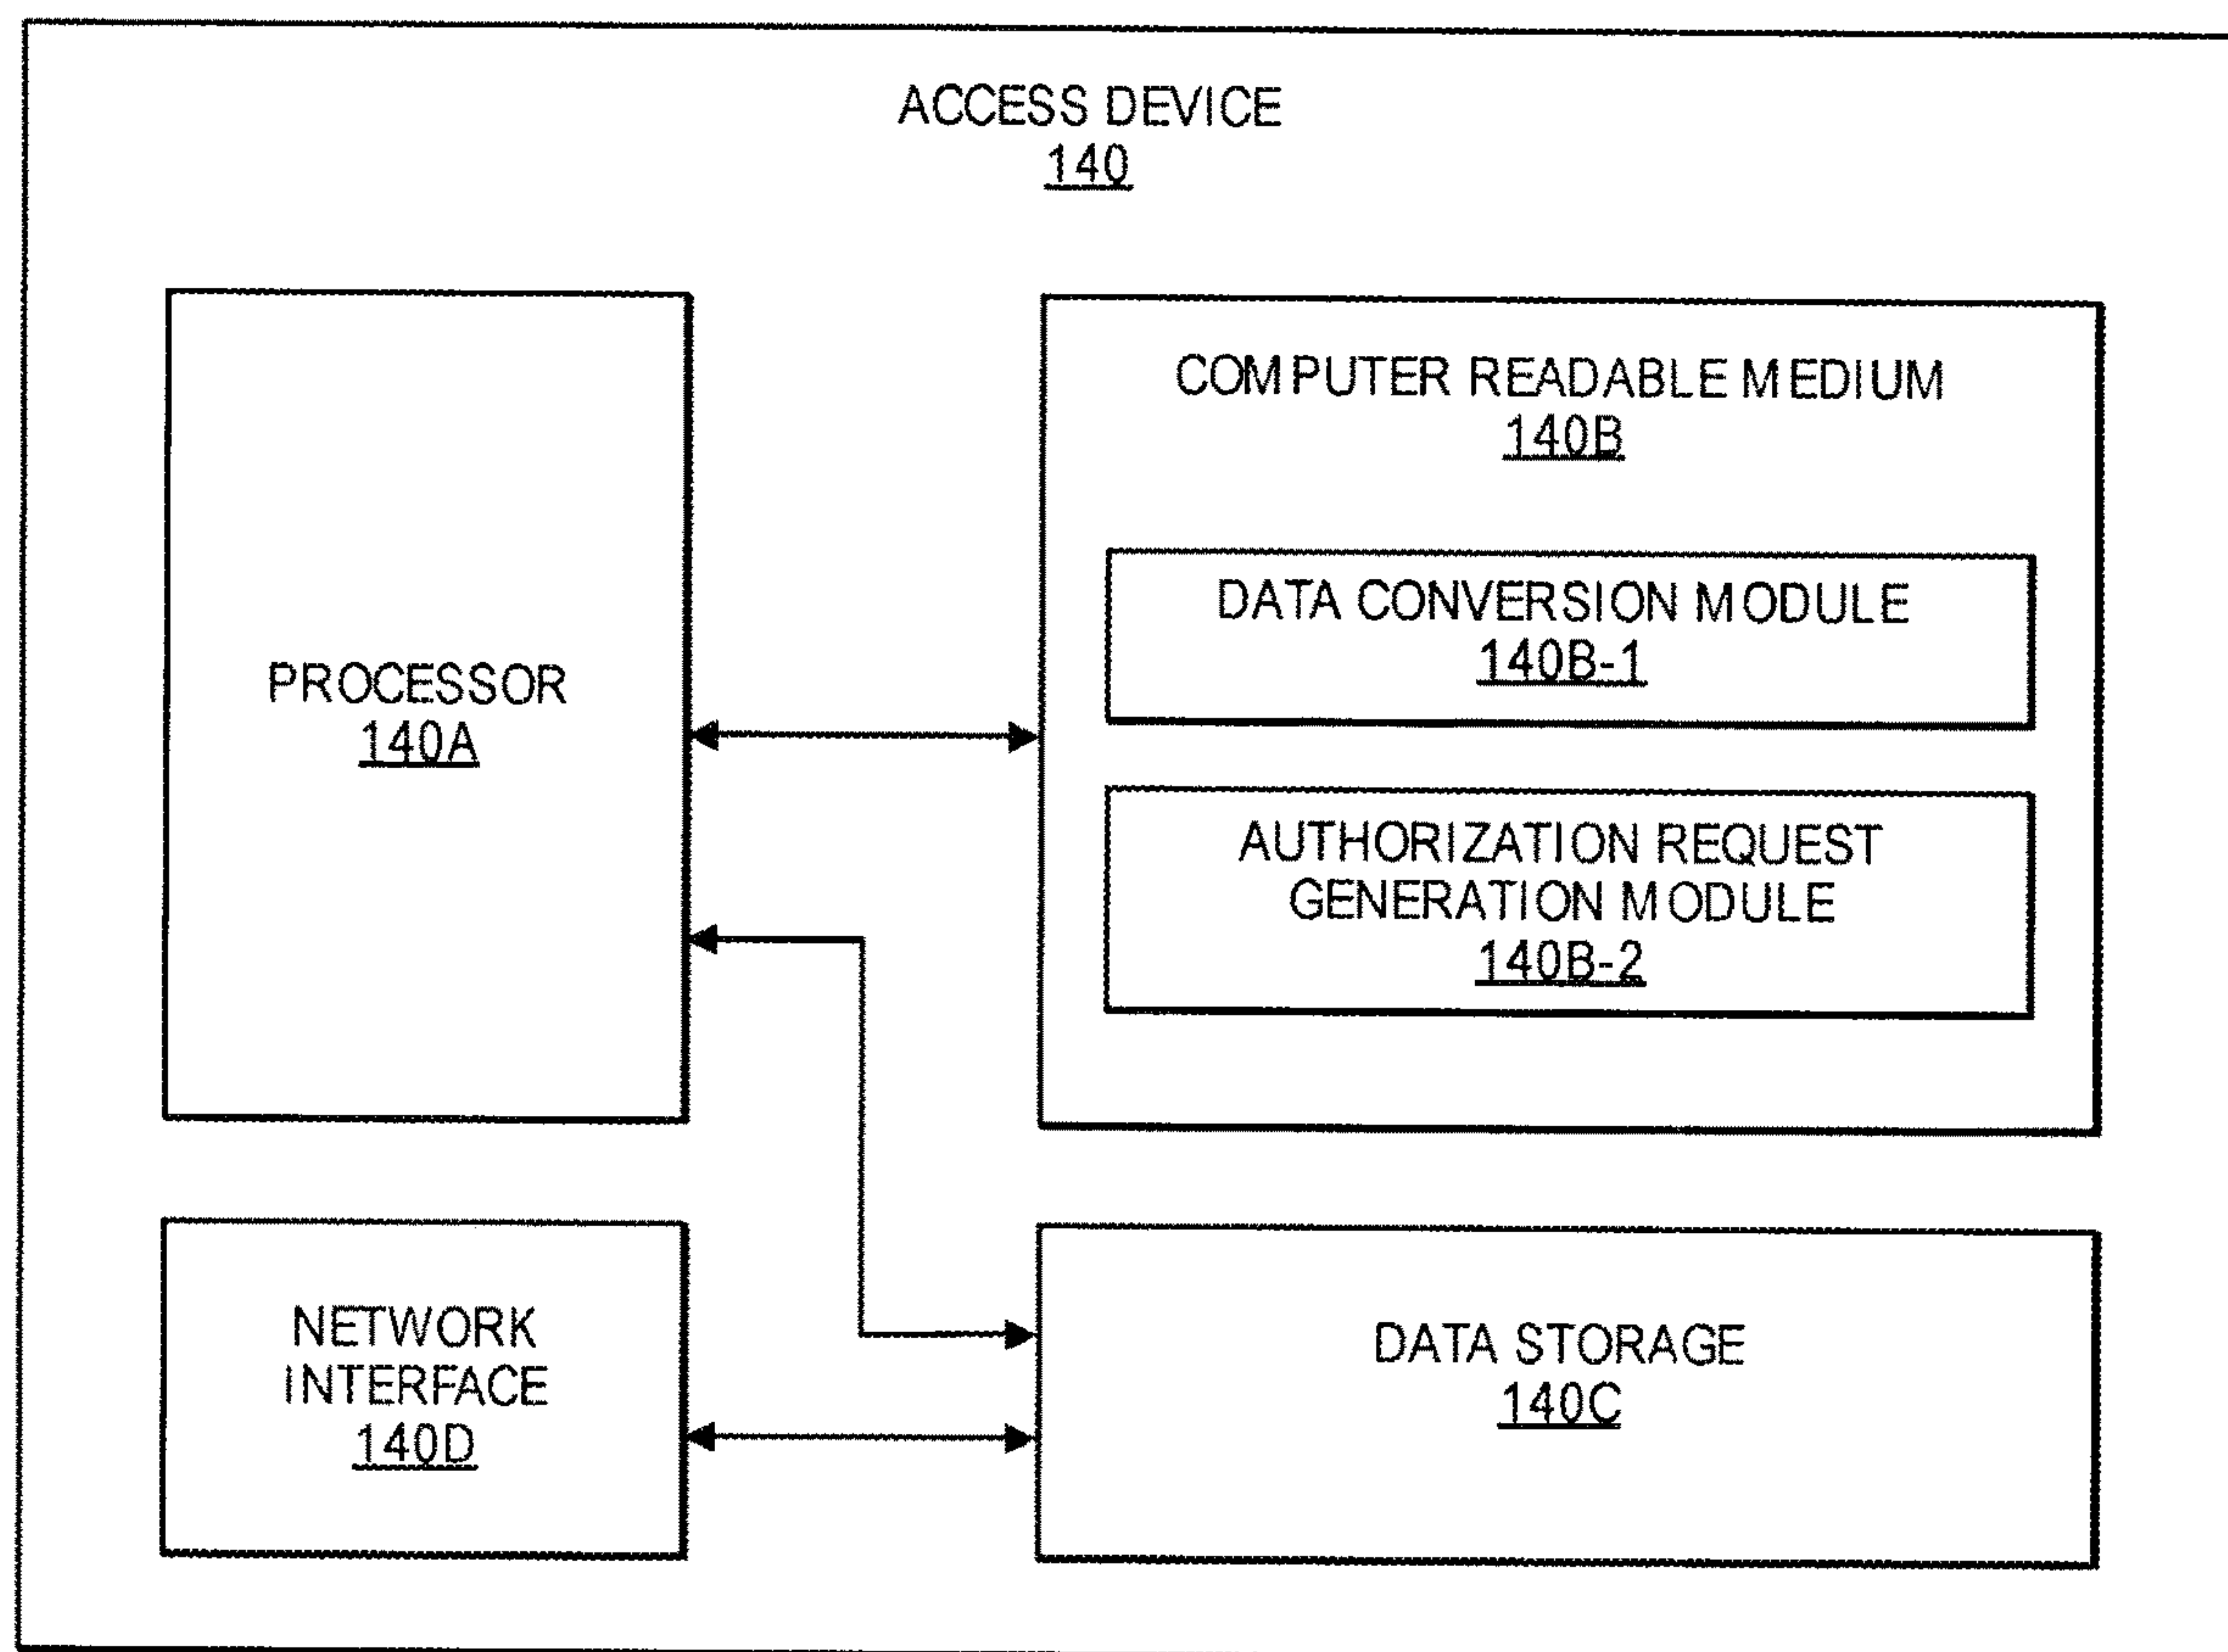 ACCESS DEVICE
140
PROCESSOR
140A
COMPUTER READABLE MEDIUM
140B
DATA CONVERSION MODULE
140B-1
AUTHORIZATION REQUEST
GENERATION MODULE
140B-2
NETWORK
INTERFACE
140D
DATA STORAGE
140C